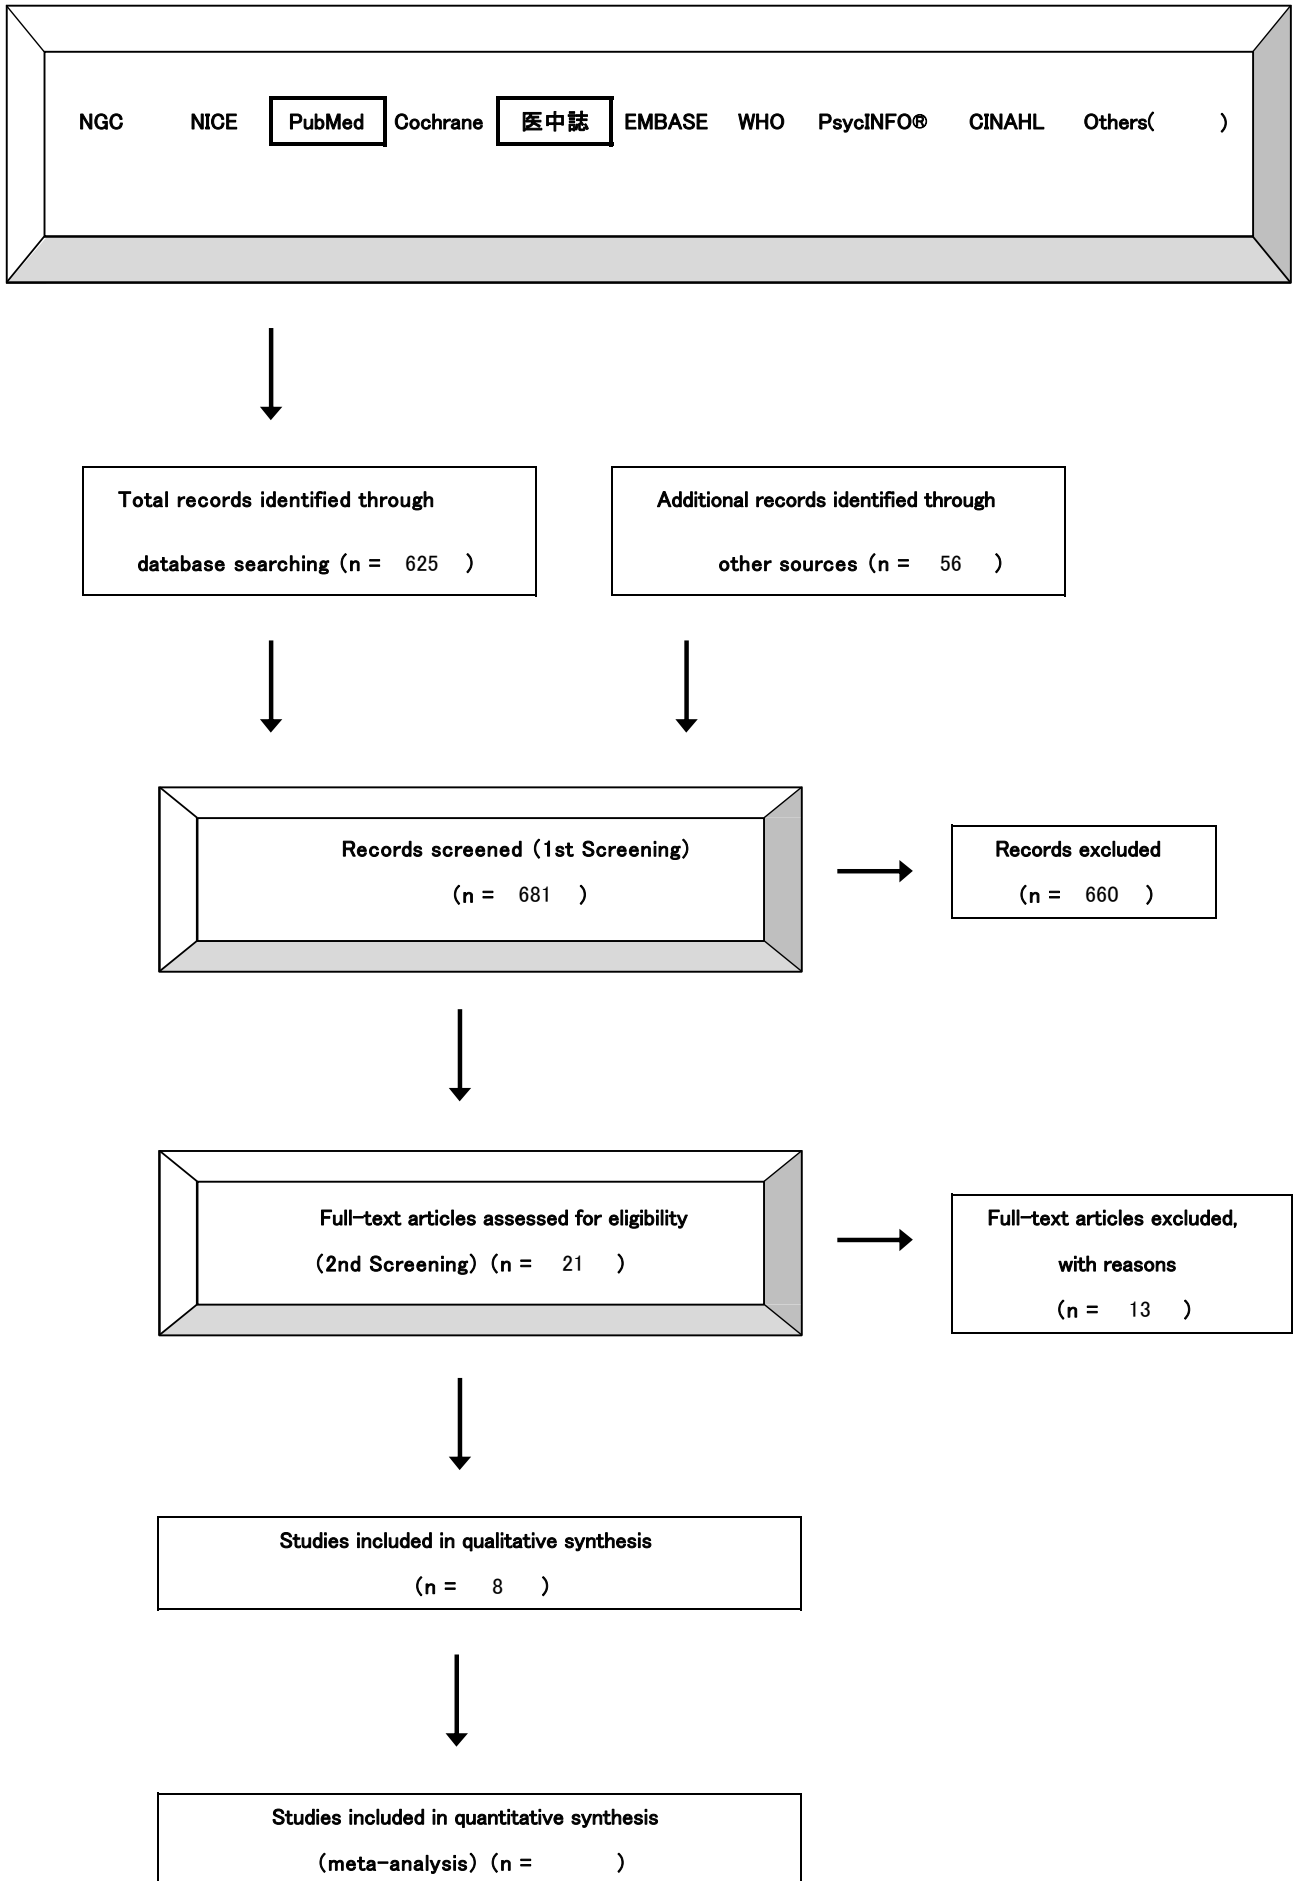 NGC NICE PubMed Cochrane 医中誌 EMBASE WHO PsycINFO® CINAHL Others( )
Total records identified through
database searching (n = 625 )
Additional records identified through
other sources (n = 56 )
Records screened (1st Screening)
(n = 681 )
Records excluded
(n = 660 )
Full-text articles assessed for eligibility
(2nd Screening) (n = 21 )
Full-text articles excluded,
with reasons
(n = 13 )
Studies included in qualitative synthesis
(n = 8 )
Studies included in quantitative synthesis
(meta-analysis) (n = )